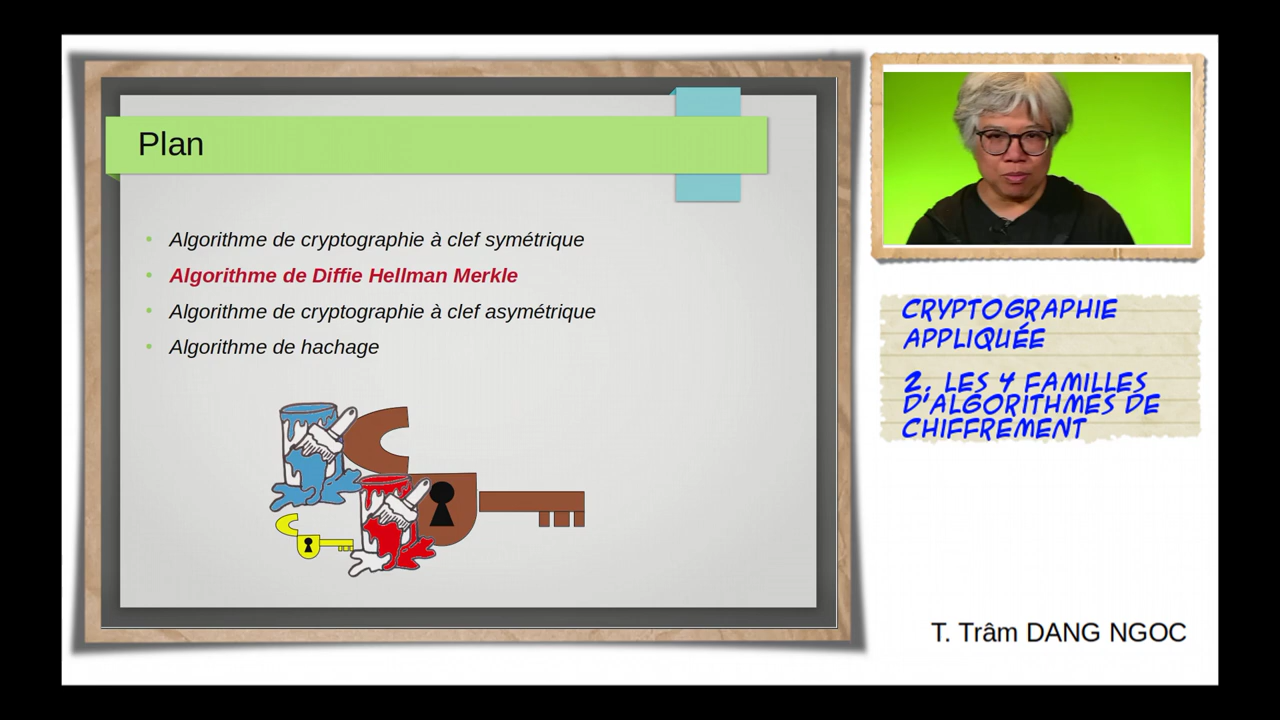 Plan
Algorithme de cryptographie à clef symétrique
Algorithme de Diffie Hellman Merkle
Algorithme de cryptographie à clef asymétrique
Algorithme de hachage
CRYPTOGRAPHIE
APPLIQUÉE
2. LES 4 FAMILLES
D'ALGORITHMES DE
CHIFFREMENT
T. Trâm DANG NGOC